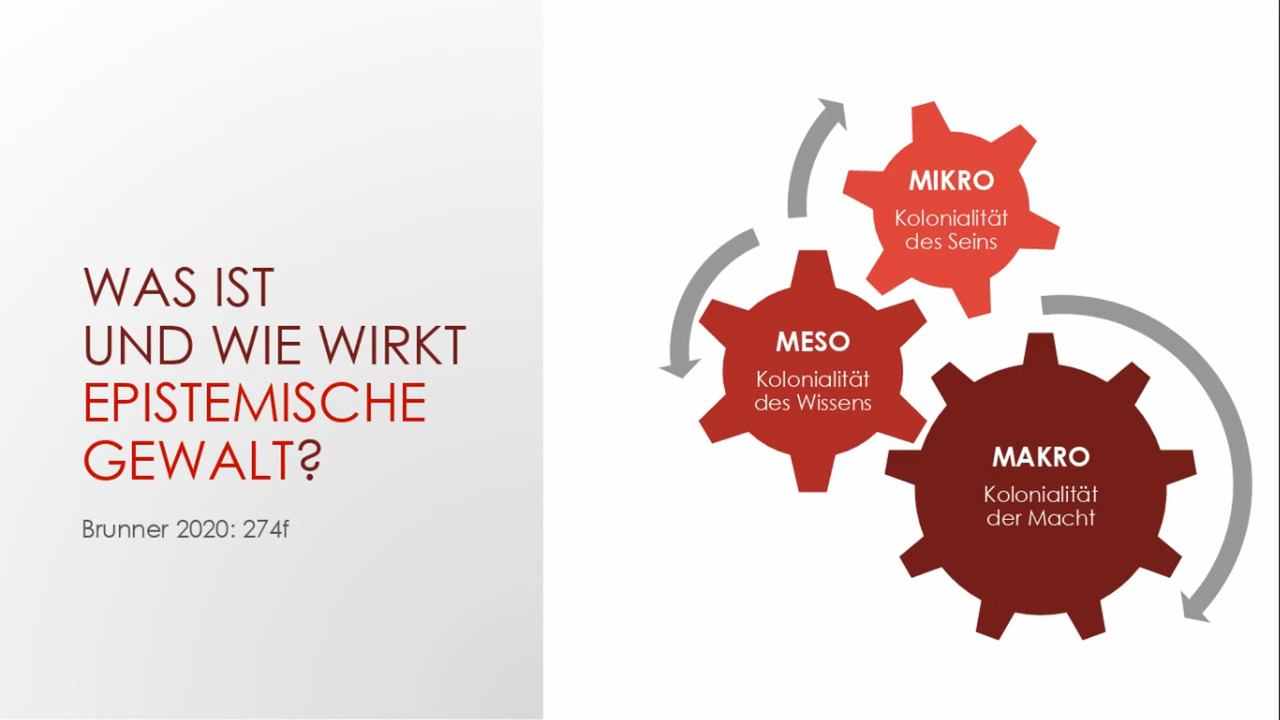 WAS IST
UND WIE WIRKT
EPISTEMISCHE
GEWALT?
Brunner 2020: 274f
MIKRO
Kolonialität
des Seins
MESO
Kolonialität
des Wissens
MAKRO
Kolonialität
der Macht